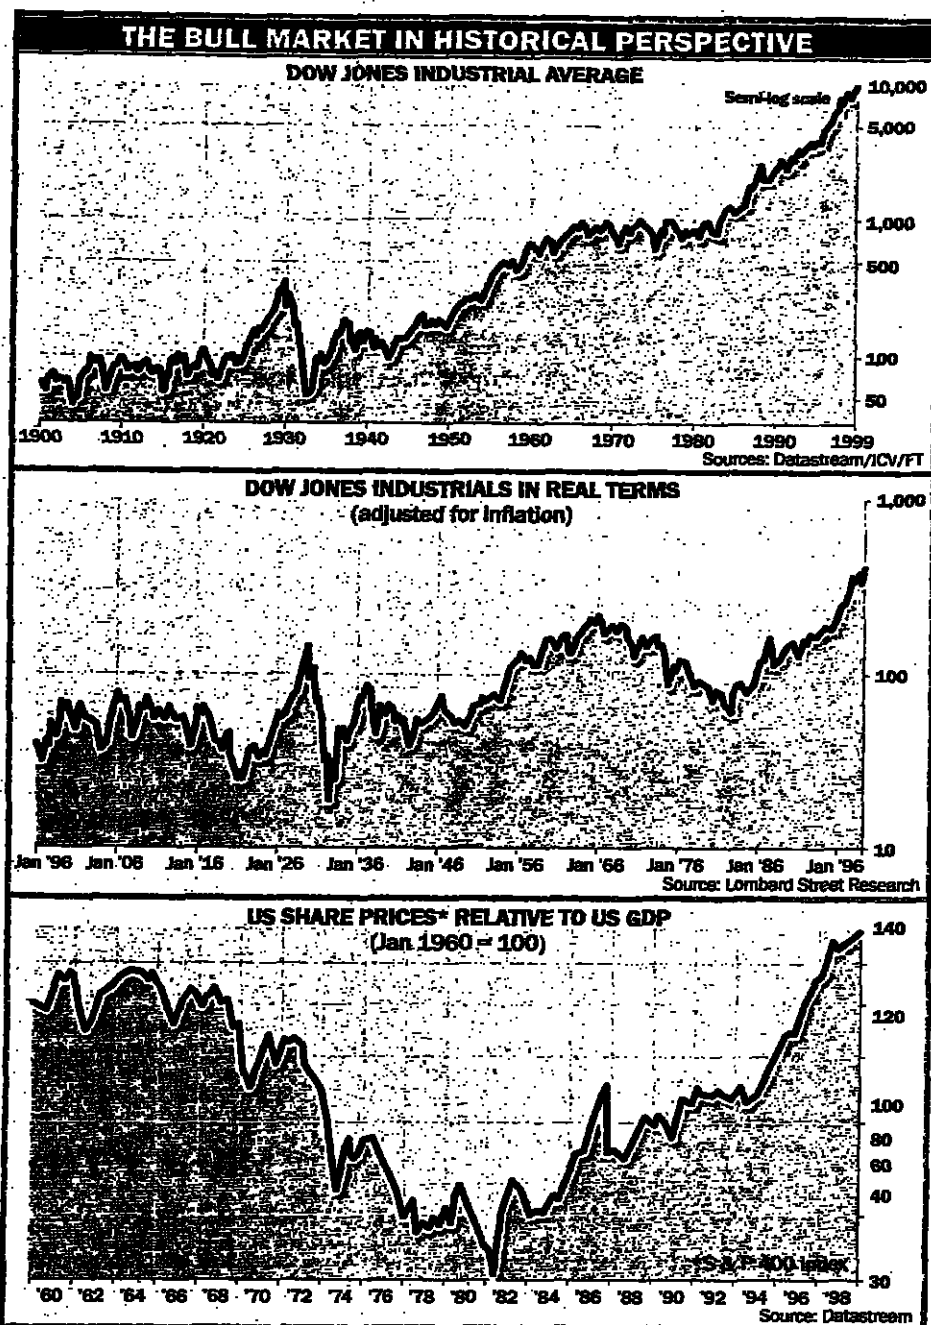 THE BULL MARKET IN HISTORICAL PERSPECTIVE
DOW JONES INDUSTRIAL AVERAGE
Semi-log scale
10,000
5,000
1,000
500
100
50
1900 1910 1920 1930 1940 1950 1960 1970 1980 1990 1999
Sources: Datastream/ICV/FT
DOW JONES INDUSTRIALS IN REAL TERMS
(adjusted for inflation)
1,000
100
10
Jan '96 Jan '06 Jan '16 Jan '26 Jan '36 Jan '46 Jan '56 Jan '66 Jan '76 Jan '86 Jan '96
Source: Lombard Street Research
US SHARE PRICES* RELATIVE TO US GDP
(Jan 1960 = 100)
140
120
100
80
60
40
30
*S & P 400 index
'60 '62 '64 '66 '68 '70 '72 '74 '76 '78 '80 '82 '84 '86 '88 '90 '92 '94 '96 '98
Source: Datastream